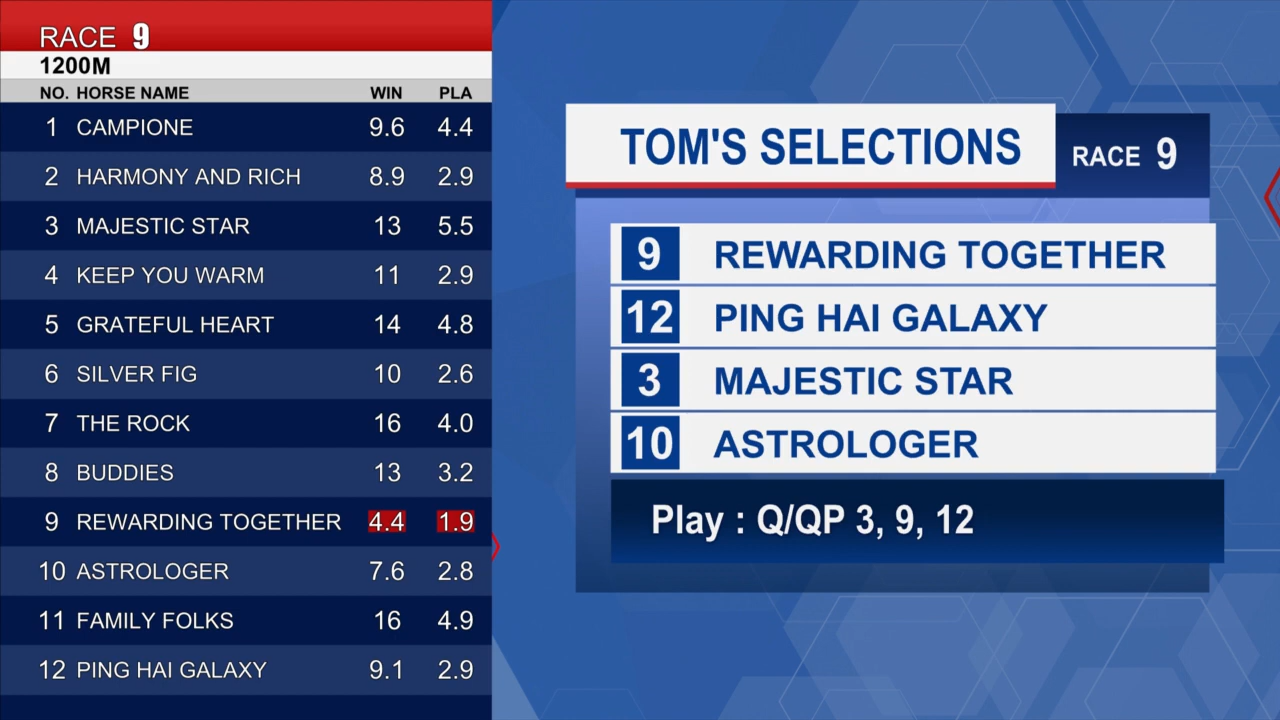 RACE 9
1200M
NO. HORSE NAME WIN PLA
1 CAMPIONE 9.6 4.4
2 HARMONY AND RICH 8.9 2.9
3 MAJESTIC STAR 13 5.5
4 KEEP YOU WARM 11 2.9
5 GRATEFUL HEART 14 4.8
6 SILVER FIG 10 2.6
7 THE ROCK 16 4.0
8 BUDDIES 13 3.2
9 REWARDING TOGETHER 4.4 1.9
10 ASTROLOGER 7.6 2.8
11 FAMILY FOLKS 16 4.9
12 PING HAI GALAXY 9.1 2.9
TOM'S SELECTIONS RACE 9
9 REWARDING TOGETHER
12 PING HAI GALAXY
3 MAJESTIC STAR
10 ASTROLOGER
Play : Q/QP 3, 9, 12